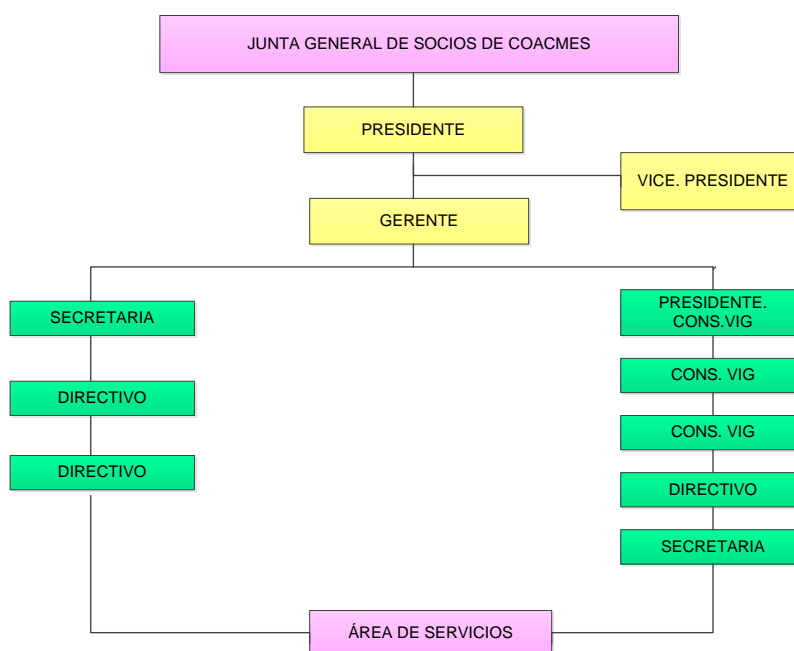 JUNTA GENERAL DE SOCIOS DE COACMES
PRESIDENTE
VICE. PRESIDENTE
GERENTE
SECRETARIA
DIRECTIVO
DIRECTIVO
PRESIDENTE.
CONS.VIG
CONS. VIG
CONS. VIG
DIRECTIVO
SECRETARIA
ÁREA DE SERVICIOS